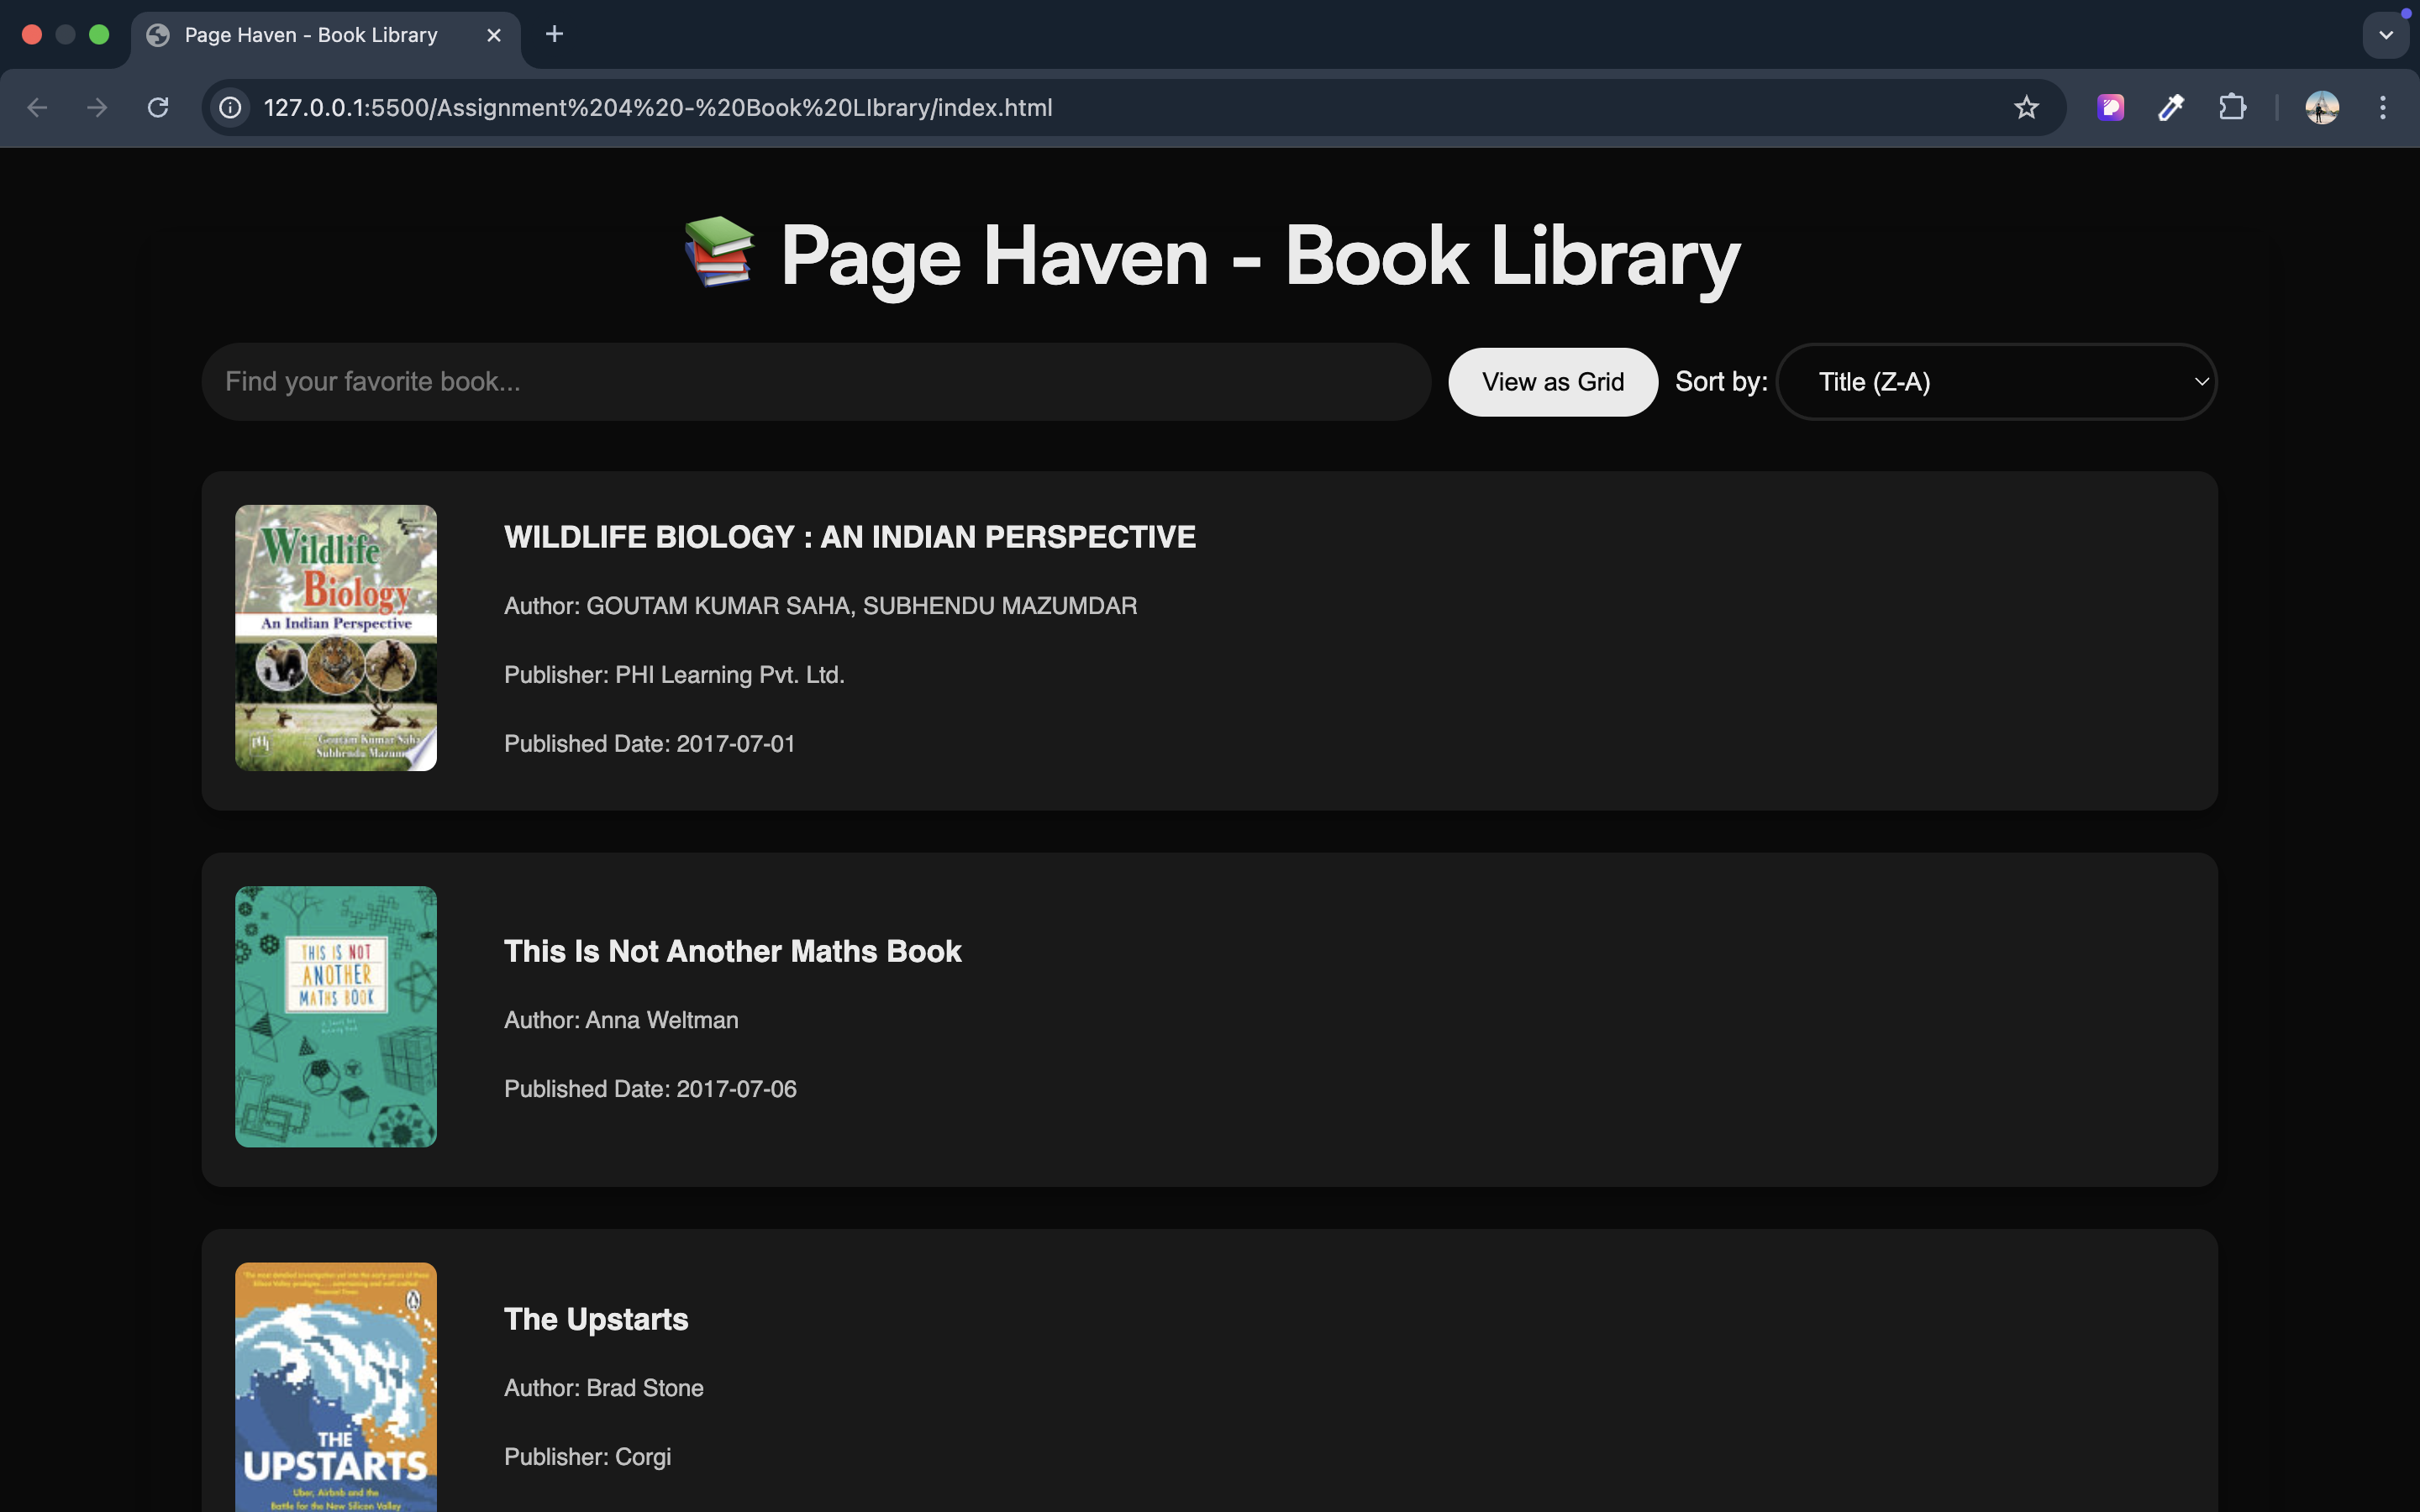 Page Haven - Book Library
127.0.0.1:5500/Assignment%204%20-%20Book%20LIbrary/index.html
Page Haven - Book Library
Find your favorite book...
View as Grid
Sort by:
Title (Z-A)
Wildlife
Biology
An Indian Perspective
PHI
Goutam Kumar Saha
Subhendu
WILDLIFE BIOLOGY : AN INDIAN PERSPECTIVE
Author: GOUTAM KUMAR SAHA, SUBHENDU MAZUMDAR
Publisher: PHI Learning Pvt. Ltd.
Published Date: 2017-07-01
THIS IS NOT
ANOTHER
MATHS BOOK
This Is Not Another Maths Book
Author: Anna Weltman
Published Date: 2017-07-06
THE
UPSTARTS
Uber, Airbnb and the
Battle for the New Silicon Valley
The Upstarts
Author: Brad Stone
Publisher: Corgi